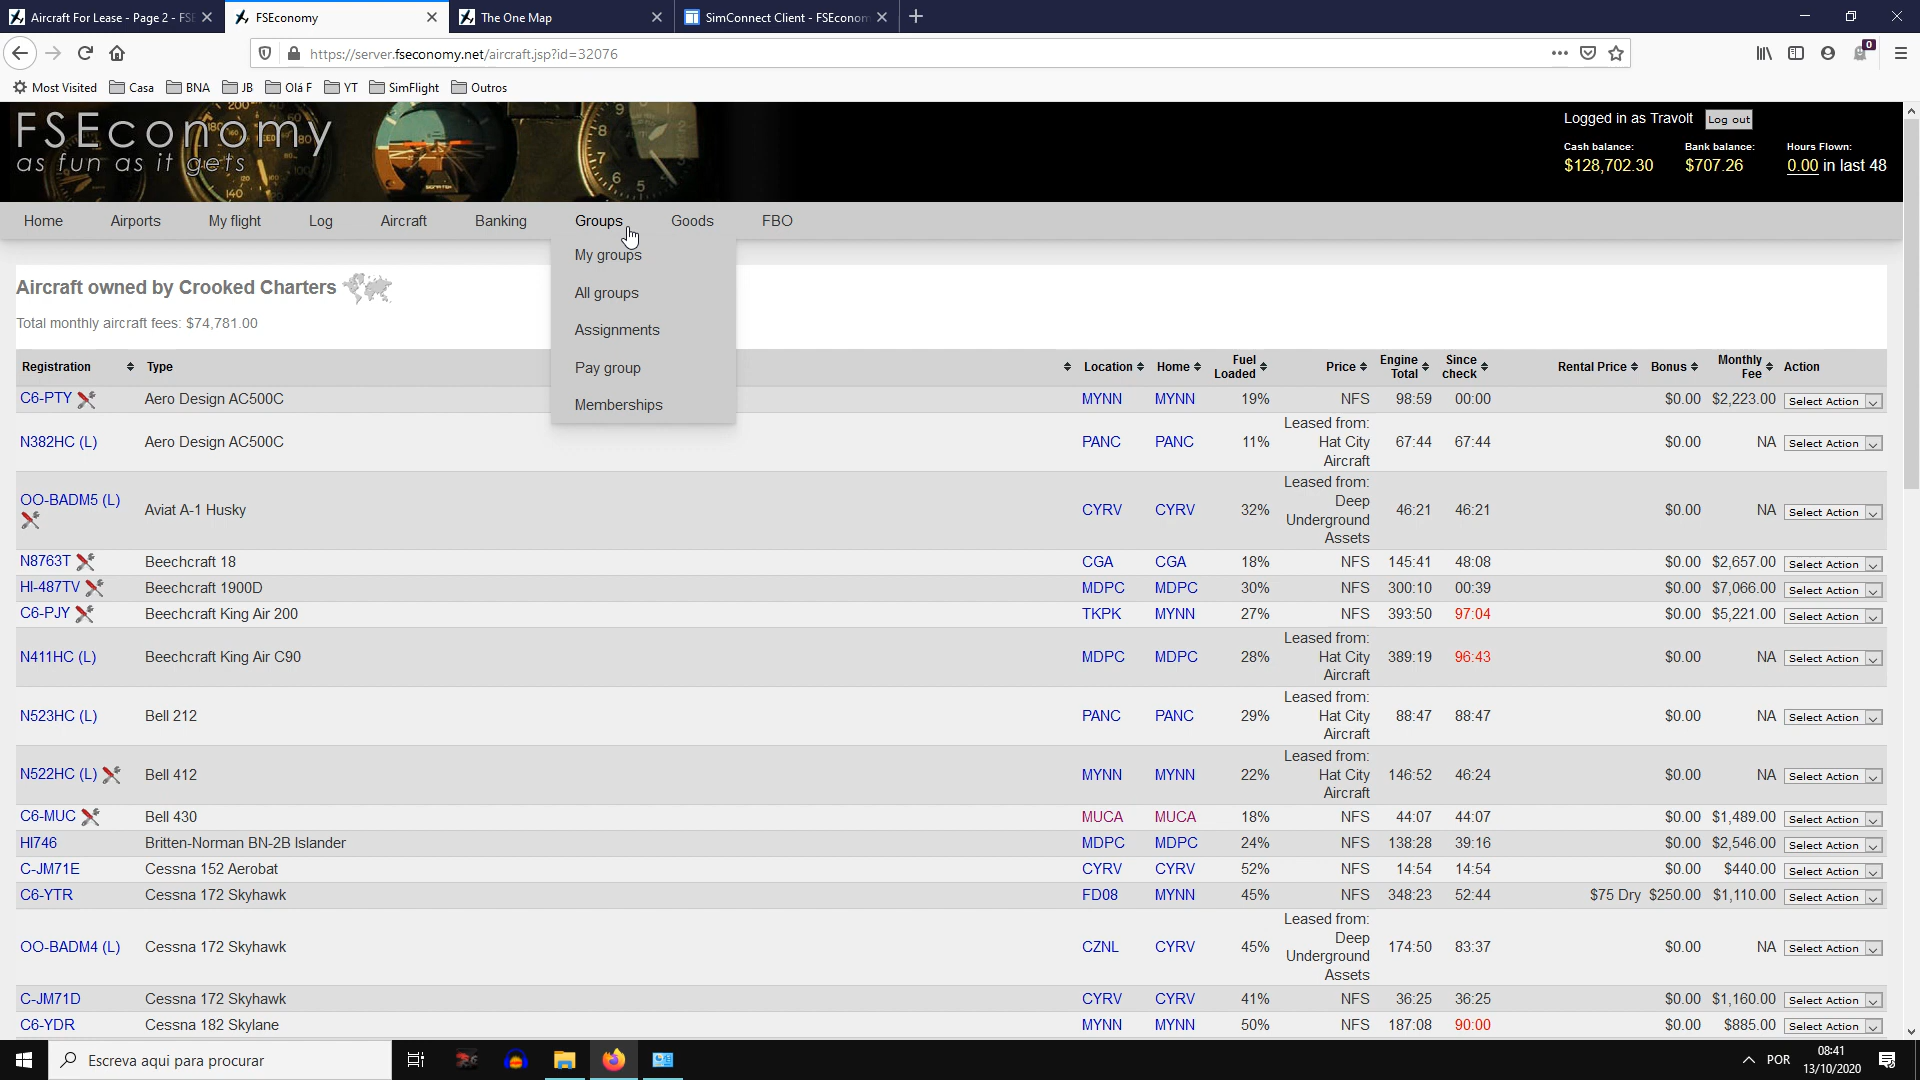 Aircraft For Lease - Page 2 - FSE
FSEconomy
The One Map
SimConnect Client - FSEconom
https://server.fseconomy.net/aircraft.jsp?id=32076
0
Most Visited Casa BNA JB Olá F YT SimFlight Outros
FSEconomy
as fun as it gets
Logged in as Travolt Log out
Cash balance: Bank balance: Hours Flown:
$128,702.30 $707.26 0.00 in last 48
Home Airports My flight Log Aircraft Banking Groups Goods FBO
My groups
All groups
Assignments
Pay group
Memberships
Aircraft owned by Crooked Charters
Total monthly aircraft fees: $74,781.00
Registration Type Location Home Fuel Loaded Price Engine Total Since check Rental Price Bonus Monthly Fee Action
C6-PTY Aero Design AC500C MYNN MYNN 19% NFS 98:59 00:00 $0.00 $2,223.00 Select Action
N382HC (L) Aero Design AC500C PANC PANC 11% Leased from: Hat City Aircraft 67:44 67:44 $0.00 NA Select Action
OO-BADM5 (L) Aviat A-1 Husky CYRV CYRV 32% Leased from: Deep Underground Assets 46:21 46:21 $0.00 NA Select Action
N8763T Beechcraft 18 CGA CGA 18% NFS 145:41 48:08 $0.00 $2,657.00 Select Action
HI-487TV Beechcraft 1900D MDPC MDPC 30% NFS 300:10 00:39 $0.00 $7,066.00 Select Action
C6-PJY Beechcraft King Air 200 TKPK MYNN 27% NFS 393:50 97:04 $0.00 $5,221.00 Select Action
N411HC (L) Beechcraft King Air C90 MDPC MDPC 28% Leased from: Hat City Aircraft 389:19 96:43 $0.00 NA Select Action
N523HC (L) Bell 212 PANC PANC 29% Leased from: Hat City Aircraft 88:47 88:47 $0.00 NA Select Action
N522HC (L) Bell 412 MYNN MYNN 22% Leased from: Hat City Aircraft 146:52 46:24 $0.00 NA Select Action
C6-MUC Bell 430 MUCA MUCA 18% NFS 44:07 44:07 $0.00 $1,489.00 Select Action
HI746 Britten-Norman BN-2B Islander MDPC MDPC 24% NFS 138:28 39:16 $0.00 $2,546.00 Select Action
C-JM71E Cessna 152 Aerobat CYRV CYRV 52% NFS 14:54 14:54 $0.00 $440.00 Select Action
C6-YTR Cessna 172 Skyhawk FD08 MYNN 45% NFS 348:23 52:44 $75 Dry $250.00 $1,110.00 Select Action
OO-BADM4 (L) Cessna 172 Skyhawk CZNL CYRV 45% Leased from: Deep Underground Assets 174:50 83:37 $0.00 NA Select Action
C-JM71D Cessna 172 Skyhawk CYRV CYRV 41% NFS 36:25 36:25 $0.00 $1,160.00 Select Action
C6-YDR Cessna 182 Skylane MYNN MYNN 50% NFS 187:08 90:00 $0.00 $885.00 Select Action
Escreva aqui para procurar
POR
08:41
13/10/2020